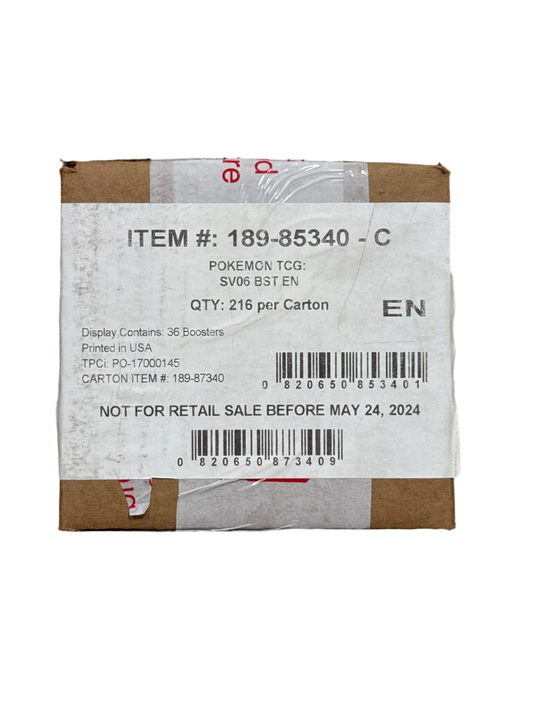 d
re
ITEM #: 189-85340 - C
POKEMON TCG:
SV06 BST EN
QTY: 216 per Carton
EN
Display Contains: 36 Boosters
Printed in USA
TPCi: PO-17000145
CARTON ITEM #: 189-87340
0 820650 853401
NOT FOR RETAIL SALE BEFORE MAY 24, 2024
0 820650 873409